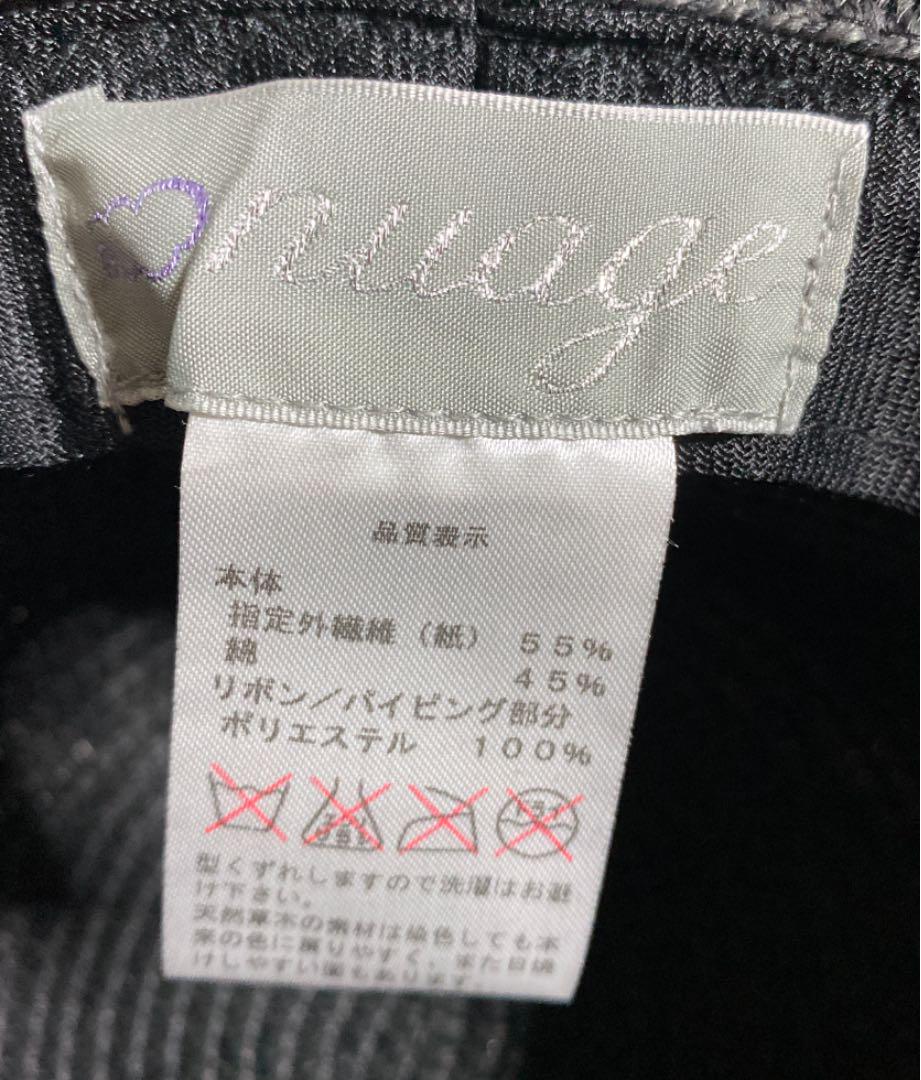 nuage
品質表示
本体
指定外繊維（紙） 55%
綿 45%
リボン／パイピング部分
ポリエステル 100%
型くずれしますので洗濯はお避
け下さい。
天然草木の素材は染色しても本
来の色に戻りやすく、また日焼
けしやすい面もあります。